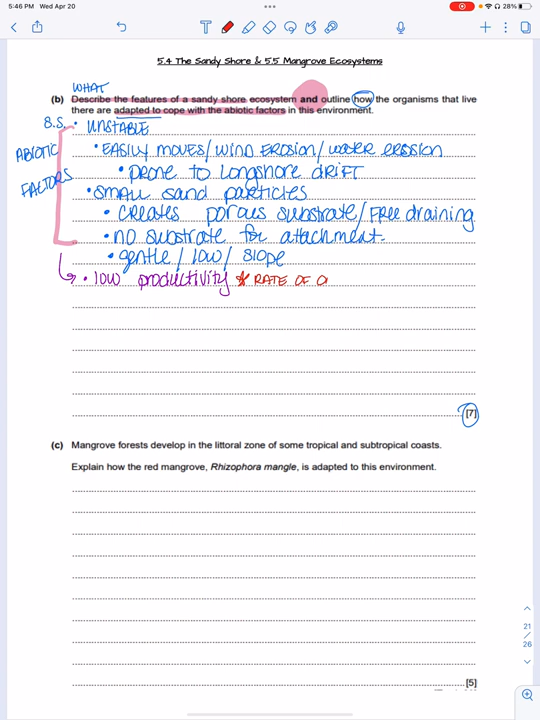 5:46 PM Wed Apr 20
28%
5.4 The Sandy Shore & 5.5 Mangrove Ecosystems
WHAT
(b) Describe the features of a sandy shore ecosystem and outline how the organisms that live
there are adapted to cope with the abiotic factors in this environment.
S.S. • UNSTABLE
ABIOTIC FACTORS
• EASILY MOVES/ WIND EROSION/ WATER EROSION
• PRONE TO LONGSHORE DRIFT
• SMALL SAND PARTICLES
• CREATES POROUS SUBSTRATE/ FREE DRAINING
• NO SUBSTRATE FOR ATTACHMENT.
• gentle / low / slope
• low productivity * RATE OF O
[7]
(c) Mangrove forests develop in the littoral zone of some tropical and subtropical coasts.
Explain how the red mangrove, Rhizophora mangle, is adapted to this environment.
[5]
21
/
26